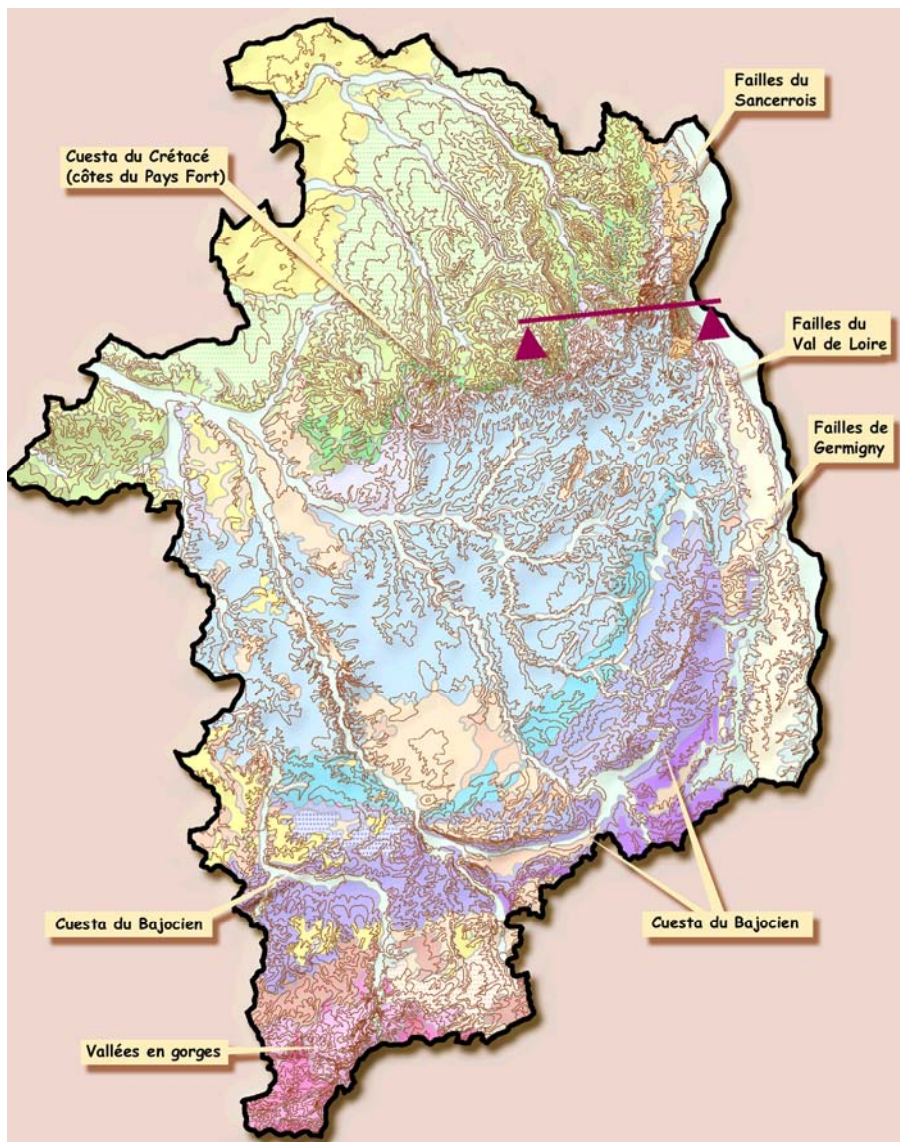 Failles du
Sancerrois
Cuesta du Crétacé
(côtes du Pays Fort)
Failles du
Val de Loire
Failles de
Germigny
Cuesta du Bajocien
Cuesta du Bajocien
Vallées en gorges